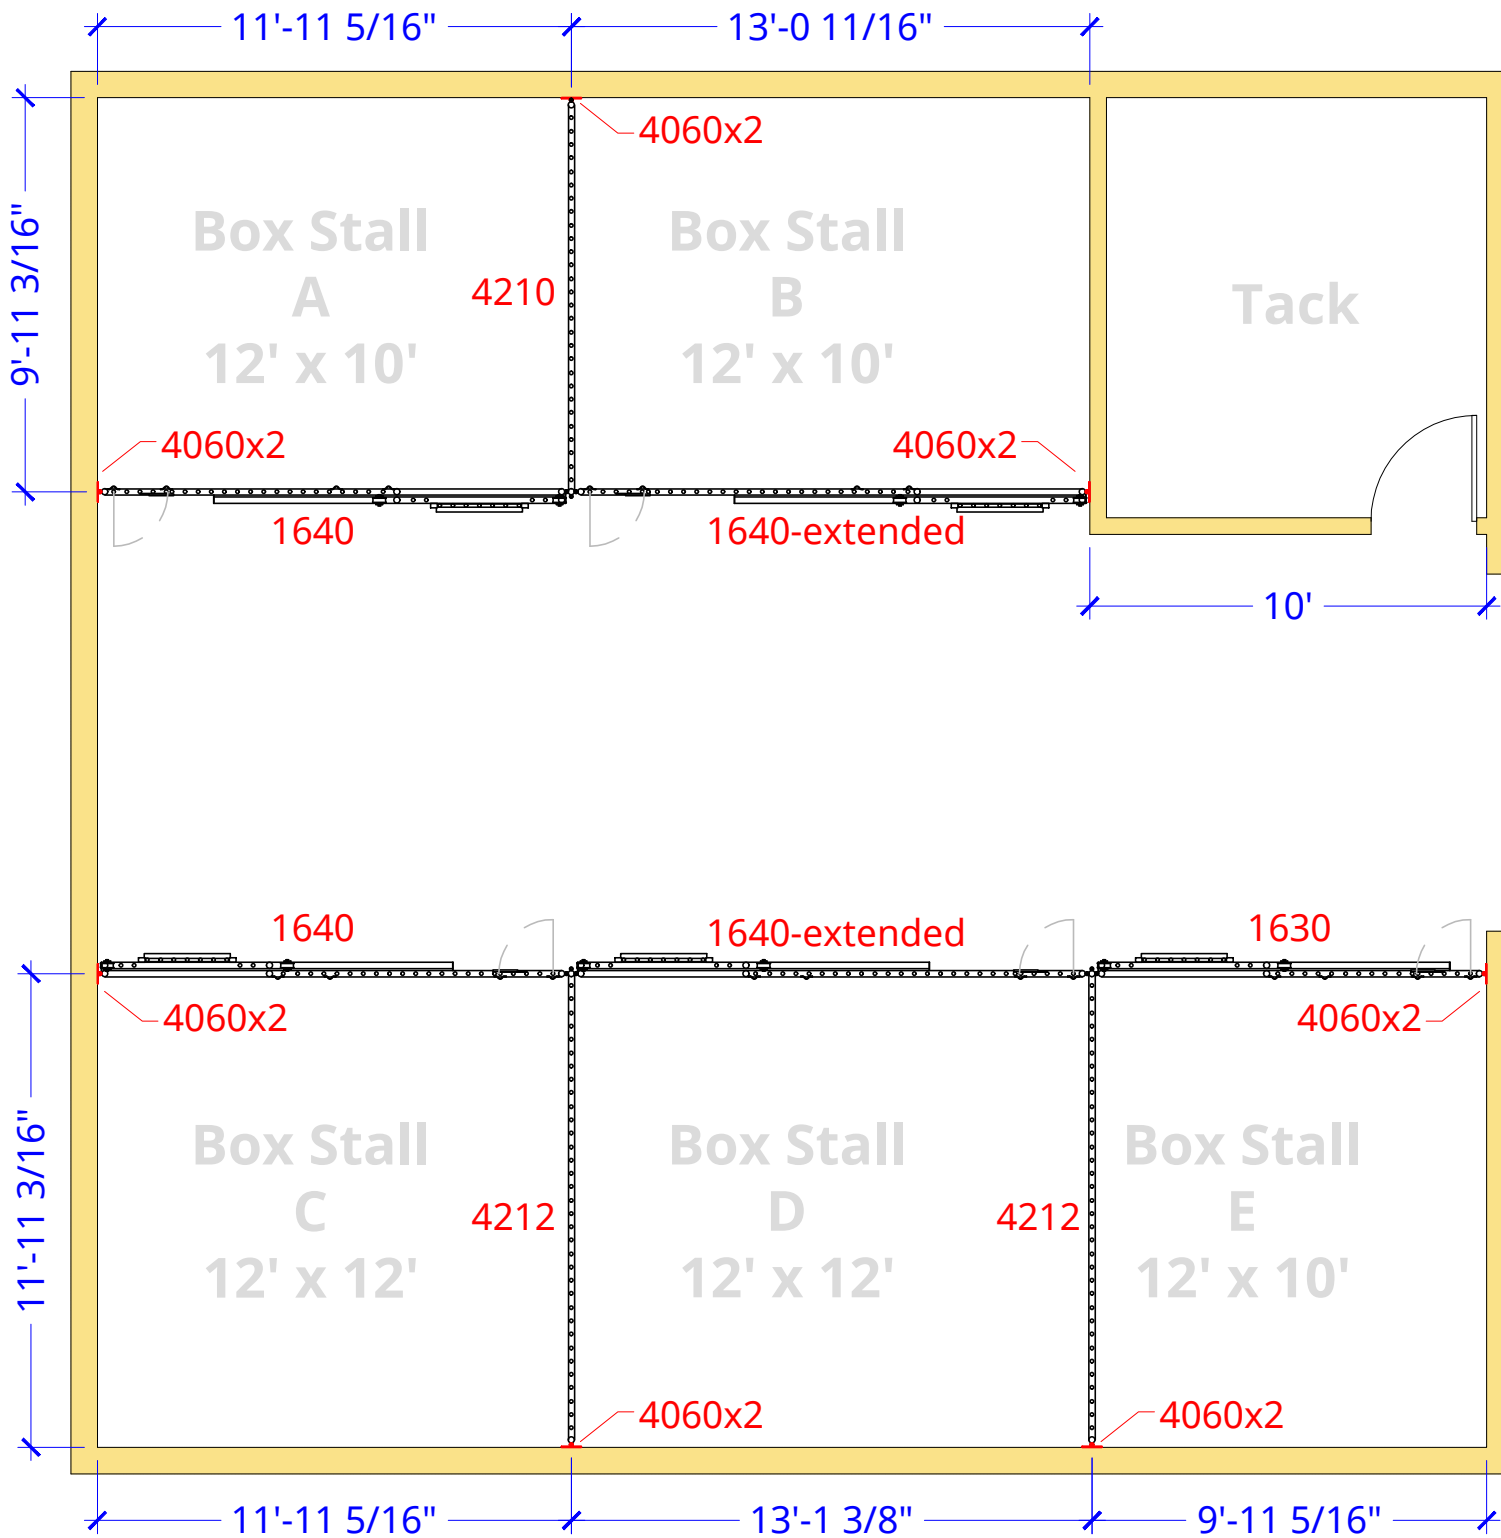 11'-11 5/16"
13'-0 11/16"
4060x2
9'-11 3/16"
Box Stall
A
12' x 10'
4210
Box Stall
B
12' x 10'
Tack
4060x2
4060x2
1640
1640-extended
10'
1640
1640-extended
1630
4060x2
4060x2
11'-11 3/16"
Box Stall
C
12' x 12'
4212
Box Stall
D
12' x 12'
4212
Box Stall
E
12' x 10'
4060x2
4060x2
11'-11 5/16"
13'-1 3/8"
9'-11 5/16"